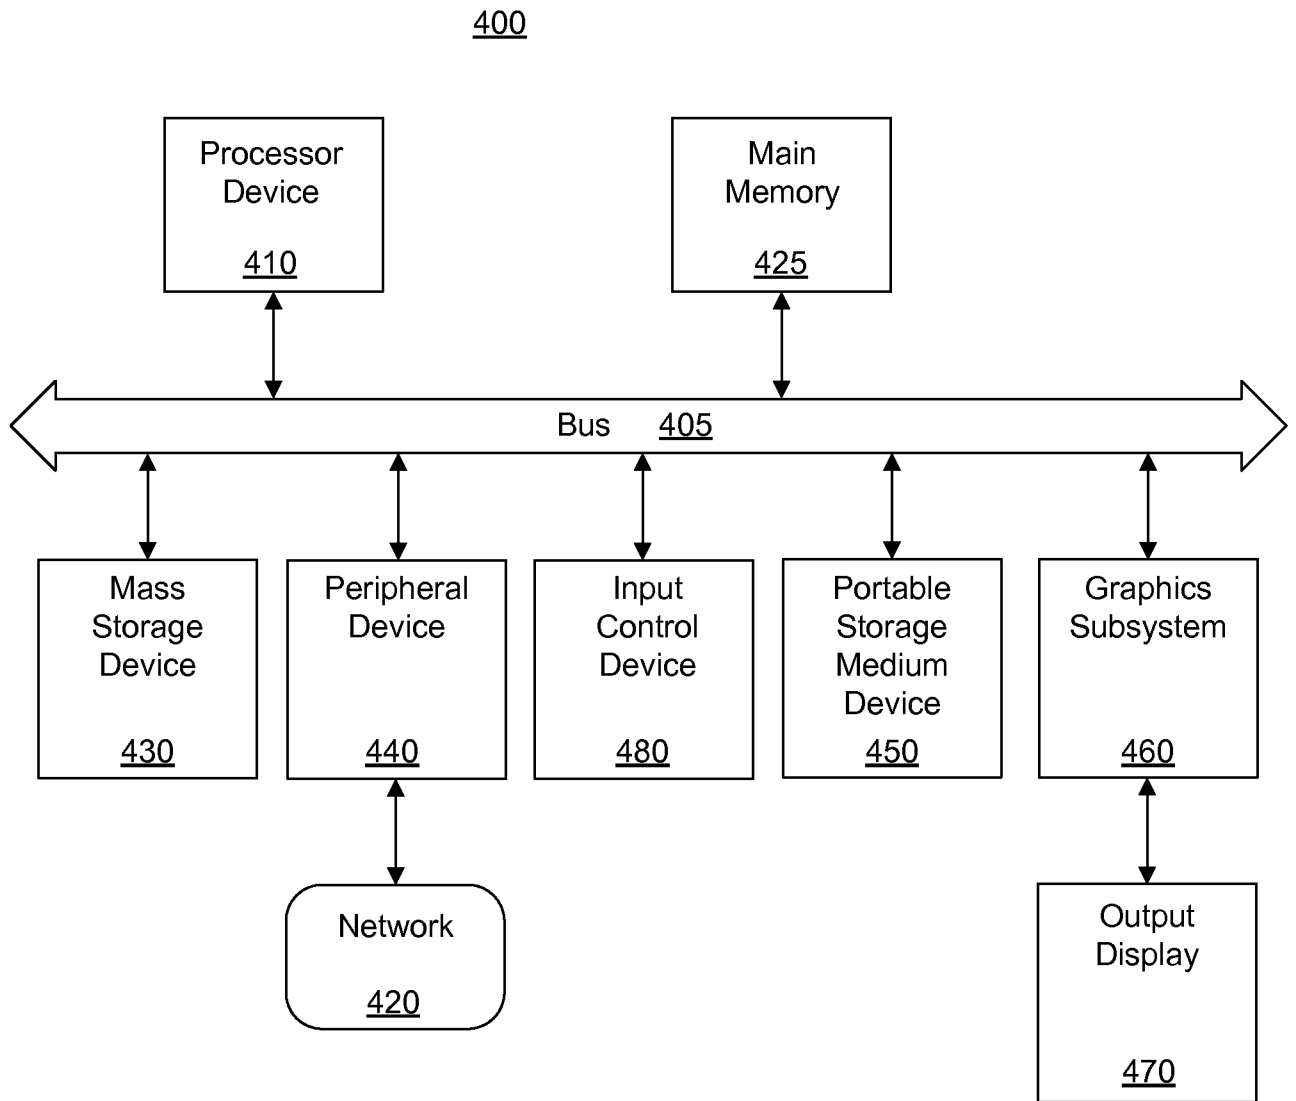 400
Processor
Device
410
Main
Memory
425
Bus 405
Mass
Storage
Device
430
Peripheral
Device
440
Input
Control
Device
480
Portable
Storage
Medium
Device
450
Graphics
Subsystem
460
Network
420
Output
Display
470